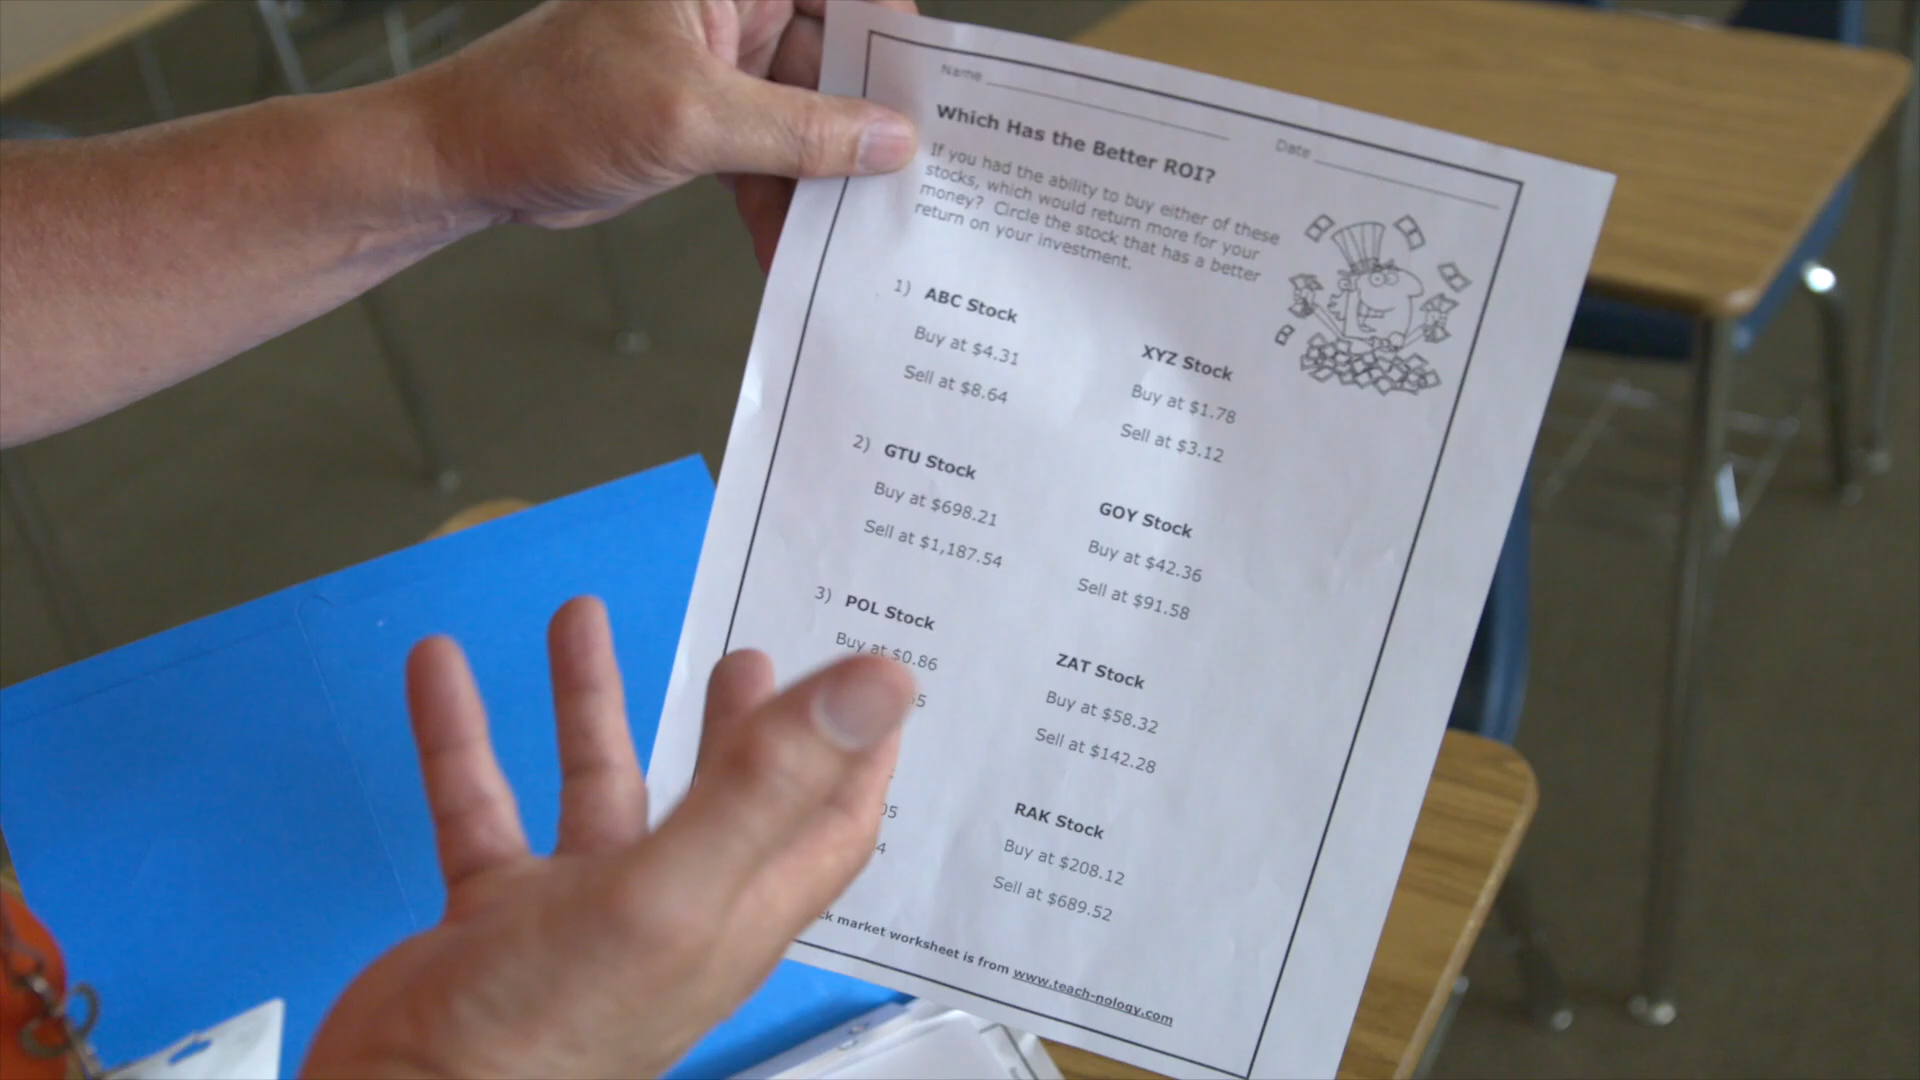 Name
Date
Which Has the Better ROI?
If you had the ability to buy either of these
stocks, which would return more for your
money? Circle the stock that has a better
return on your investment.
1) ABC Stock
Buy at $4.31
Sell at $8.64
XYZ Stock
Buy at $1.78
Sell at $3.12
2) GTU Stock
Buy at $698.21
Sell at $1,187.54
GOY Stock
Buy at $42.36
Sell at $91.58
3) POL Stock
Buy at $0.86
ZAT Stock
Buy at $58.32
Sell at $142.28
RAK Stock
Buy at $208.12
Sell at $689.52
market worksheet is from www.teach-nology.com